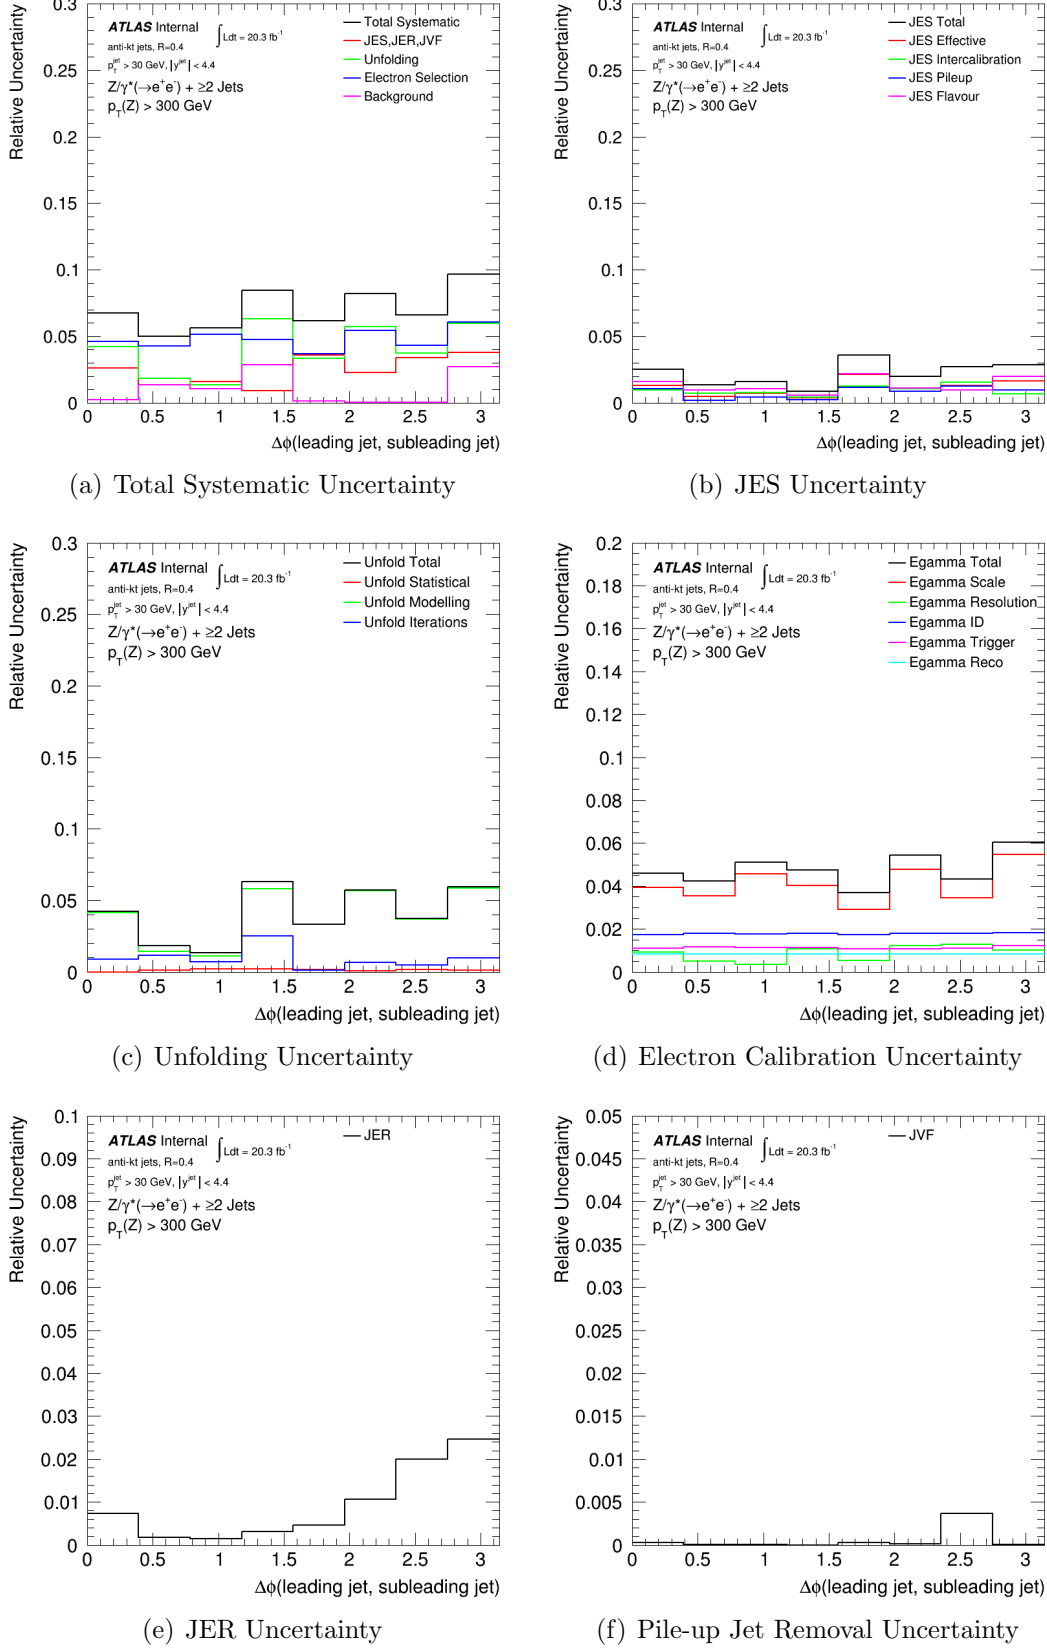 Relative Uncertainty
0.3
0.25
0.2
0.15
0.1
0.05
0
ATLAS Internal
∫Ldt = 20.3 fb⁻¹
anti-kt jets, R=0.4
p_T^jet > 30 GeV, |y^jet| < 4.4
Z/γ*(→e⁺e⁻) + ≥2 Jets
p_T(Z) > 300 GeV
Total Systematic
JES,JER,JVF
Unfolding
Electron Selection
Background
0 0.5 1 1.5 2 2.5 3
Δϕ(leading jet, subleading jet)
(a) Total Systematic Uncertainty
Relative Uncertainty
0.3
0.25
0.2
0.15
0.1
0.05
0
ATLAS Internal
∫Ldt = 20.3 fb⁻¹
anti-kt jets, R=0.4
p_T^jet > 30 GeV, |y^jet| < 4.4
Z/γ*(→e⁺e⁻) + ≥2 Jets
p_T(Z) > 300 GeV
JES Total
JES Effective
JES Intercalibration
JES Pileup
JES Flavour
0 0.5 1 1.5 2 2.5 3
Δϕ(leading jet, subleading jet)
(b) JES Uncertainty
Relative Uncertainty
0.3
0.25
0.2
0.15
0.1
0.05
0
ATLAS Internal
∫Ldt = 20.3 fb⁻¹
anti-kt jets, R=0.4
p_T^jet > 30 GeV, |y^jet| < 4.4
Z/γ*(→e⁺e⁻) + ≥2 Jets
p_T(Z) > 300 GeV
Unfold Total
Unfold Statistical
Unfold Modelling
Unfold Iterations
0 0.5 1 1.5 2 2.5 3
Δϕ(leading jet, subleading jet)
(c) Unfolding Uncertainty
Relative Uncertainty
0.2
0.18
0.16
0.14
0.12
0.1
0.08
0.06
0.04
0.02
0
ATLAS Internal
∫Ldt = 20.3 fb⁻¹
anti-kt jets, R=0.4
p_T^jet > 30 GeV, |y^jet| < 4.4
Z/γ*(→e⁺e⁻) + ≥2 Jets
p_T(Z) > 300 GeV
Egamma Total
Egamma Scale
Egamma Resolution
Egamma ID
Egamma Trigger
Egamma Reco
0 0.5 1 1.5 2 2.5 3
Δϕ(leading jet, subleading jet)
(d) Electron Calibration Uncertainty
Relative Uncertainty
0.1
0.09
0.08
0.07
0.06
0.05
0.04
0.03
0.02
0.01
0
ATLAS Internal
∫Ldt = 20.3 fb⁻¹
anti-kt jets, R=0.4
p_T^jet > 30 GeV, |y^jet| < 4.4
Z/γ*(→e⁺e⁻) + ≥2 Jets
p_T(Z) > 300 GeV
JER
0 0.5 1 1.5 2 2.5 3
Δϕ(leading jet, subleading jet)
(e) JER Uncertainty
Relative Uncertainty
0.05
0.045
0.04
0.035
0.03
0.025
0.02
0.015
0.01
0.005
0
ATLAS Internal
∫Ldt = 20.3 fb⁻¹
anti-kt jets, R=0.4
p_T^jet > 30 GeV, |y^jet| < 4.4
Z/γ*(→e⁺e⁻) + ≥2 Jets
p_T(Z) > 300 GeV
JVF
0 0.5 1 1.5 2 2.5 3
Δϕ(leading jet, subleading jet)
(f) Pile-up Jet Removal Uncertainty